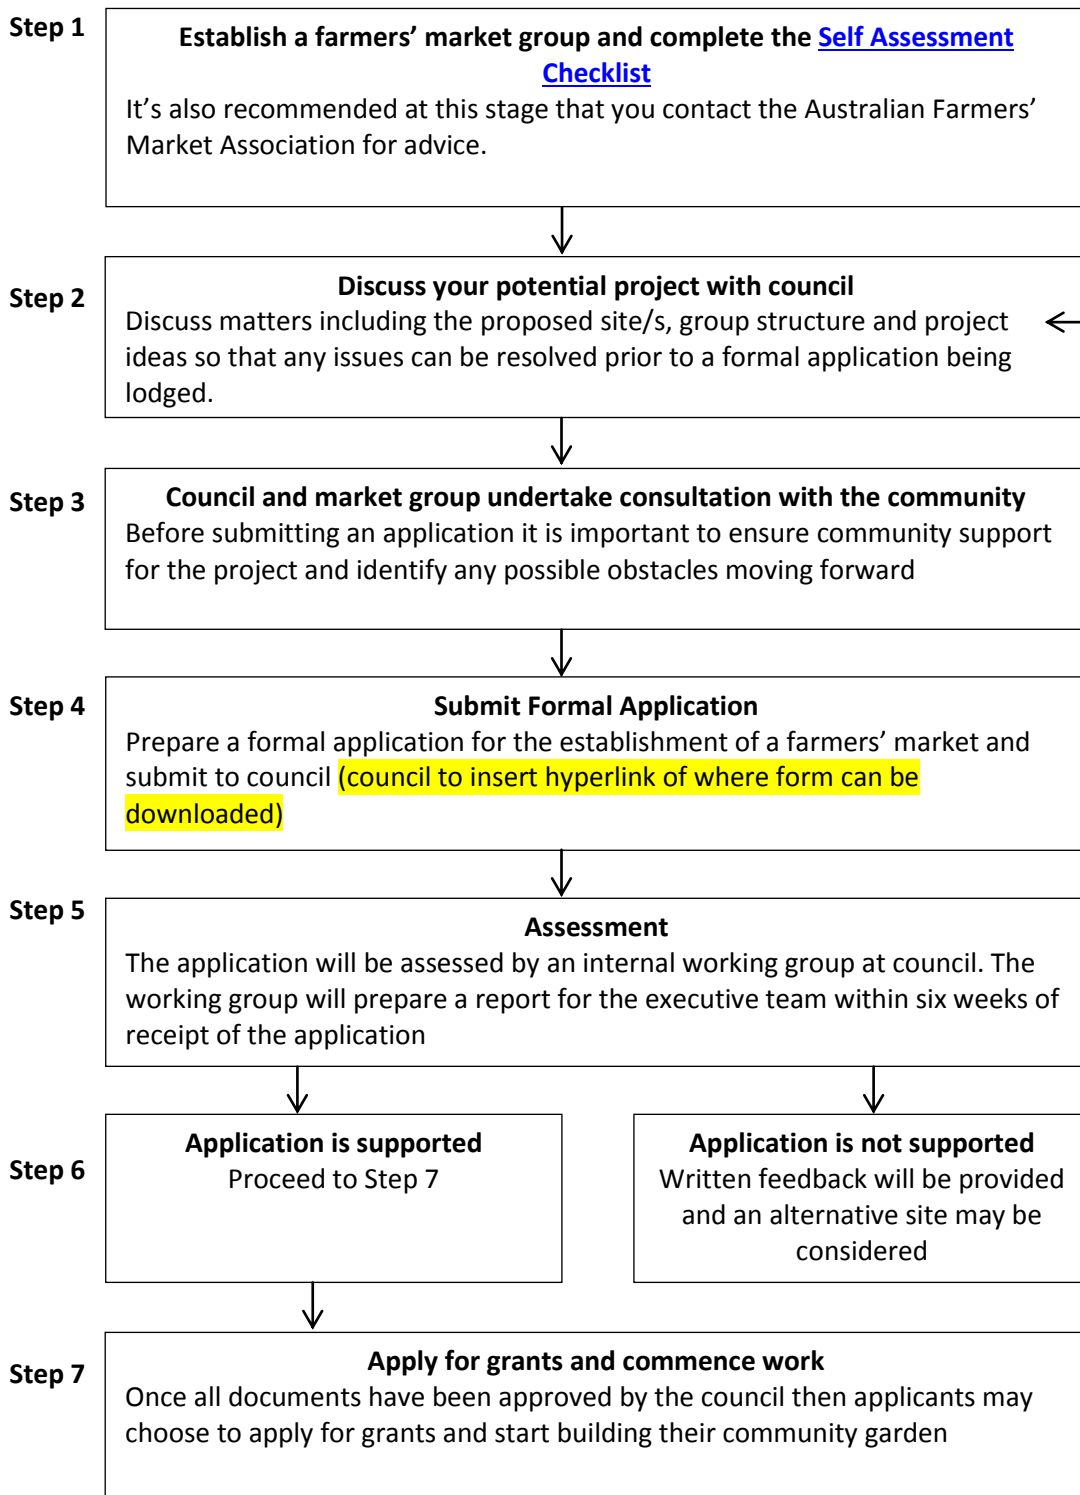 Step 1
Establish a farmers’ market group and complete the Self Assessment
Checklist
It’s also recommended at this stage that you contact the Australian Farmers’
Market Association for advice.
Step 2
Discuss your potential project with council
Discuss matters including the proposed site/s, group structure and project
ideas so that any issues can be resolved prior to a formal application being
lodged.
Step 3
Council and market group undertake consultation with the community
Before submitting an application it is important to ensure community support
for the project and identify any possible obstacles moving forward
Step 4
Submit Formal Application
Prepare a formal application for the establishment of a farmers’ market and
submit to council (council to insert hyperlink of where form can be
downloaded)
Step 5
Assessment
The application will be assessed by an internal working group at council. The
working group will prepare a report for the executive team within six weeks of
receipt of the application
Step 6
Application is supported
Proceed to Step 7
Application is not supported
Written feedback will be provided
and an alternative site may be
considered
Step 7
Apply for grants and commence work
Once all documents have been approved by the council then applicants may
choose to apply for grants and start building their community garden